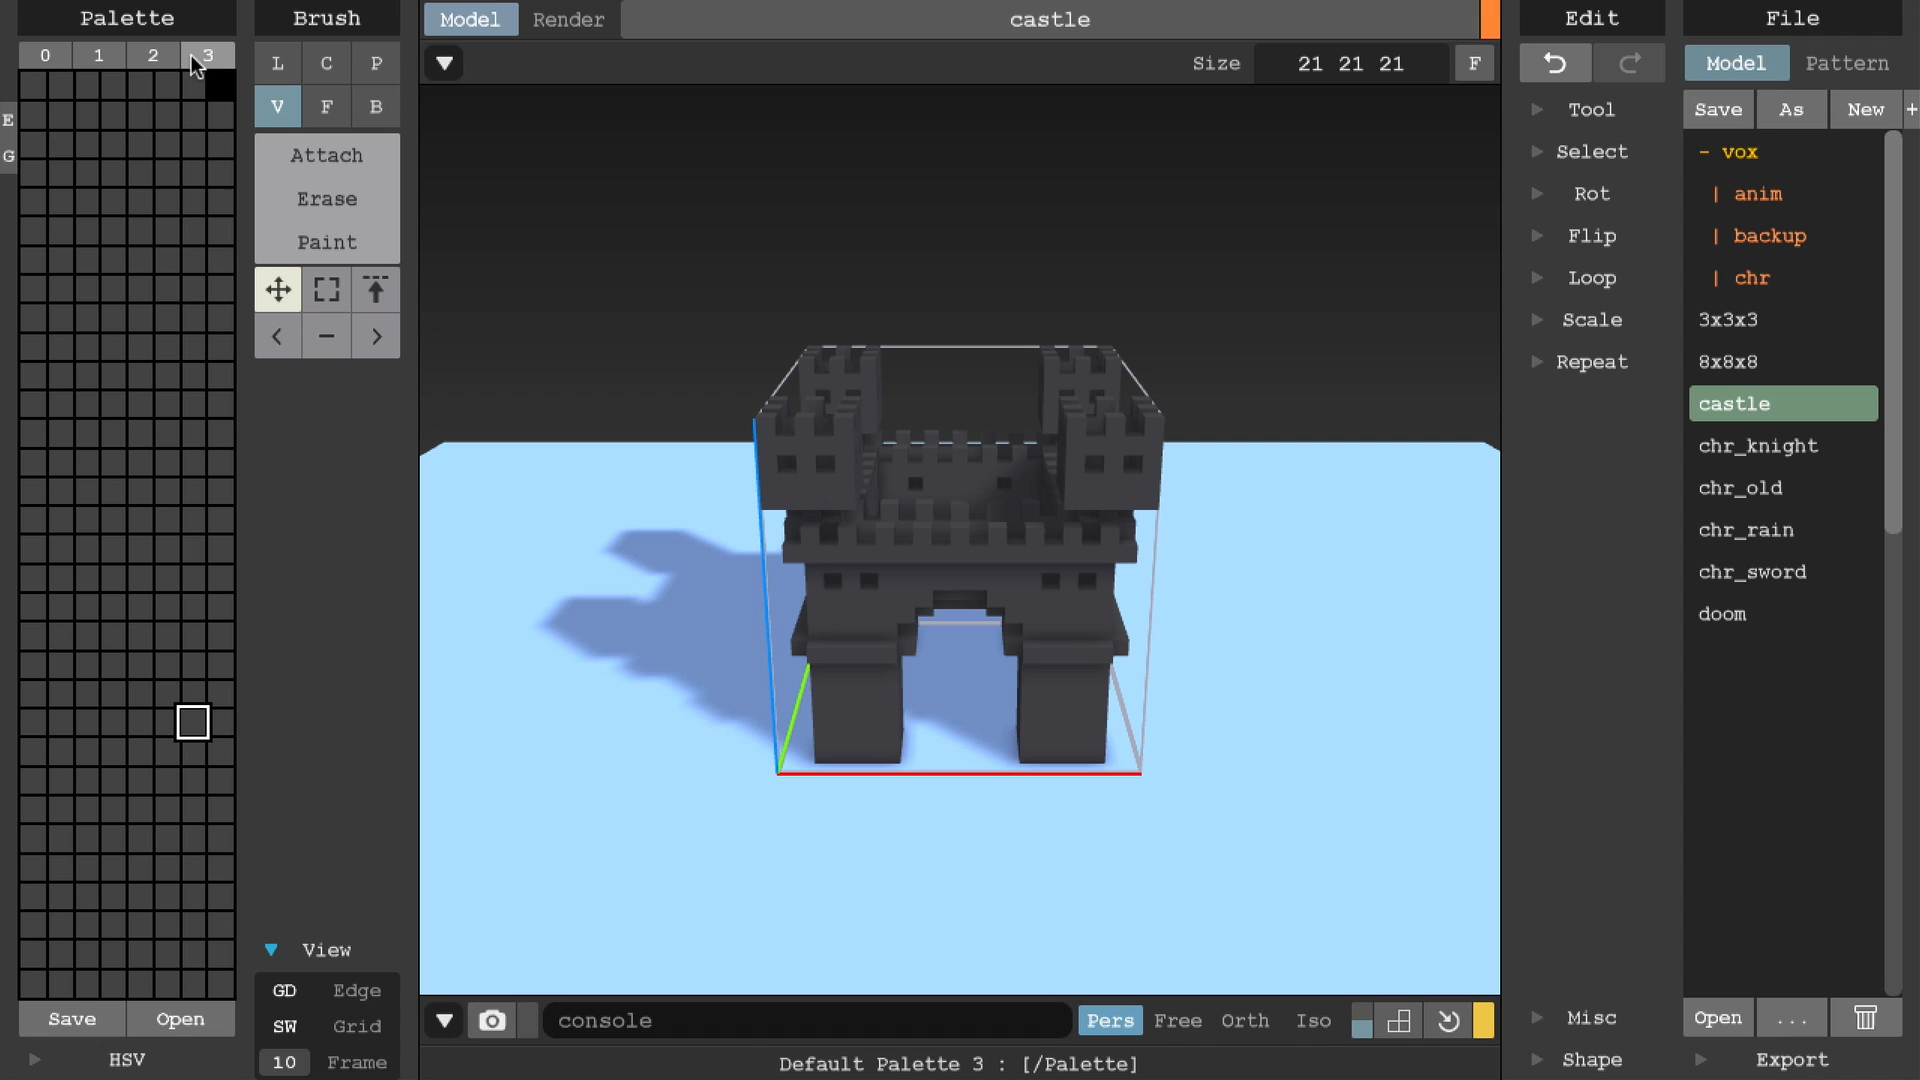 Palette
0 1 2 3
E
G
Save Open
HSV
Brush
L C P
V F B
Attach
Erase
Paint
View
GD Edge
SW Grid
10 Frame
Model Render castle
Size 21 21 21 F
console Pers Free Orth Iso
Default Palette 3 : [/Palette]
Edit
Tool
Select
Rot
Flip
Loop
Scale
Repeat
Misc
Shape
File
Model Pattern
Save As New +
- vox
| anim
| backup
| chr
3x3x3
8x8x8
castle
chr_knight
chr_old
chr_rain
chr_sword
doom
Open ...
Export